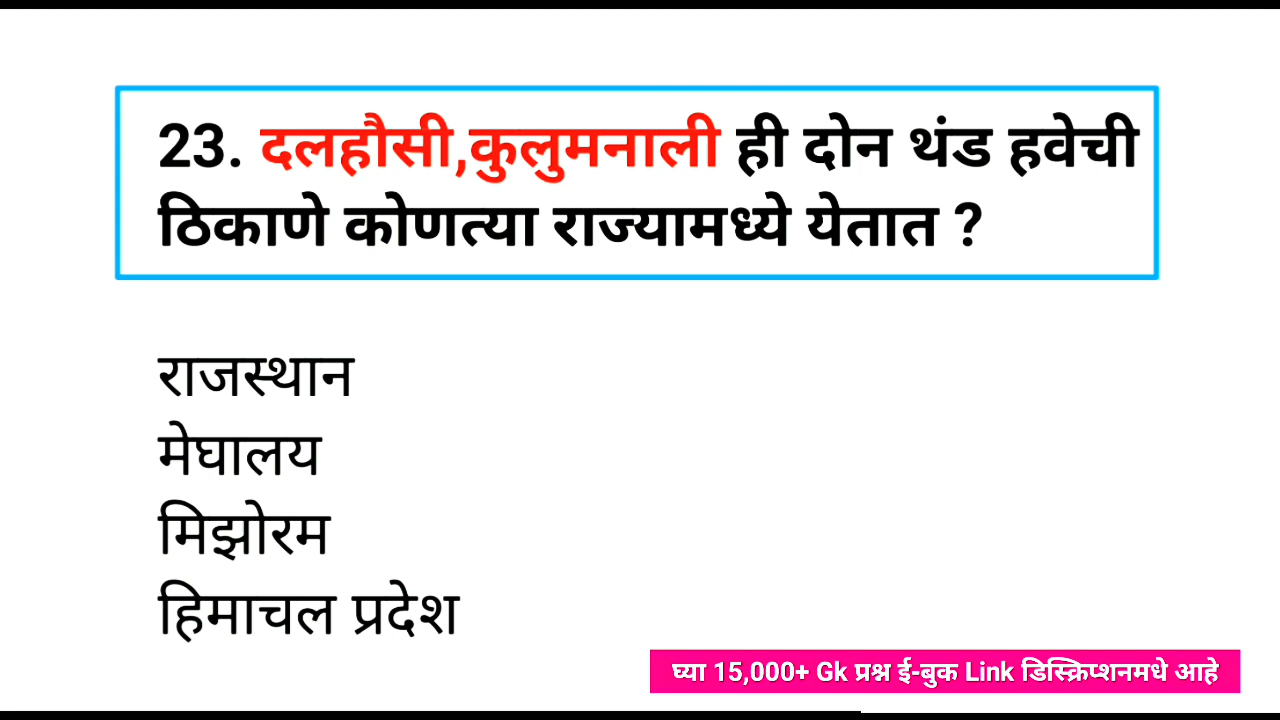 23. दलहौसी,कुलुमनाली ही दोन थंड हवेची
ठिकाणे कोणत्या राज्यामध्ये येतात ?
राजस्थान
मेघालय
मिझोरम
हिमाचल प्रदेश
घ्या 15,000+ Gk प्रश्न ई-बुक Link डिस्क्रिप्शनमधे आहे